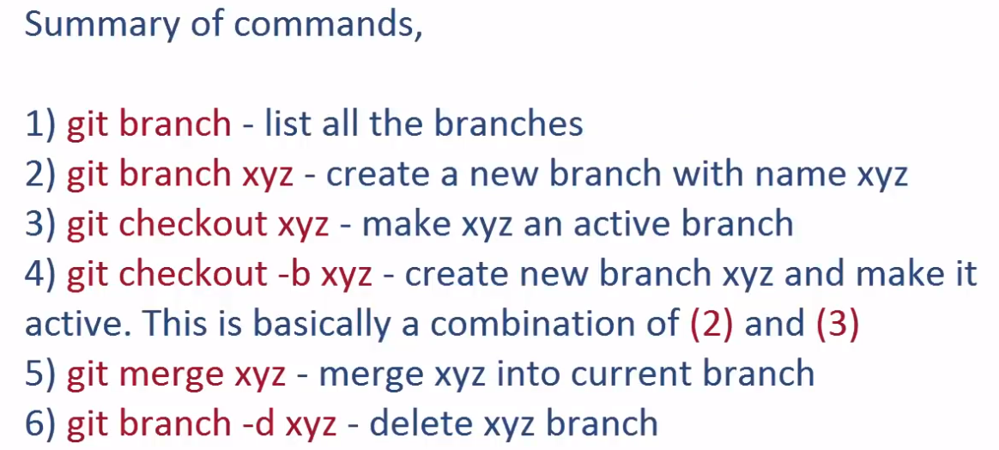 Summary of commands,
1) git branch - list all the branches
2) git branch xyz - create a new branch with name xyz
3) git checkout xyz - make xyz an active branch
4) git checkout -b xyz - create new branch xyz and make it
active. This is basically a combination of (2) and (3)
5) git merge xyz - merge xyz into current branch
6) git branch -d xyz - delete xyz branch